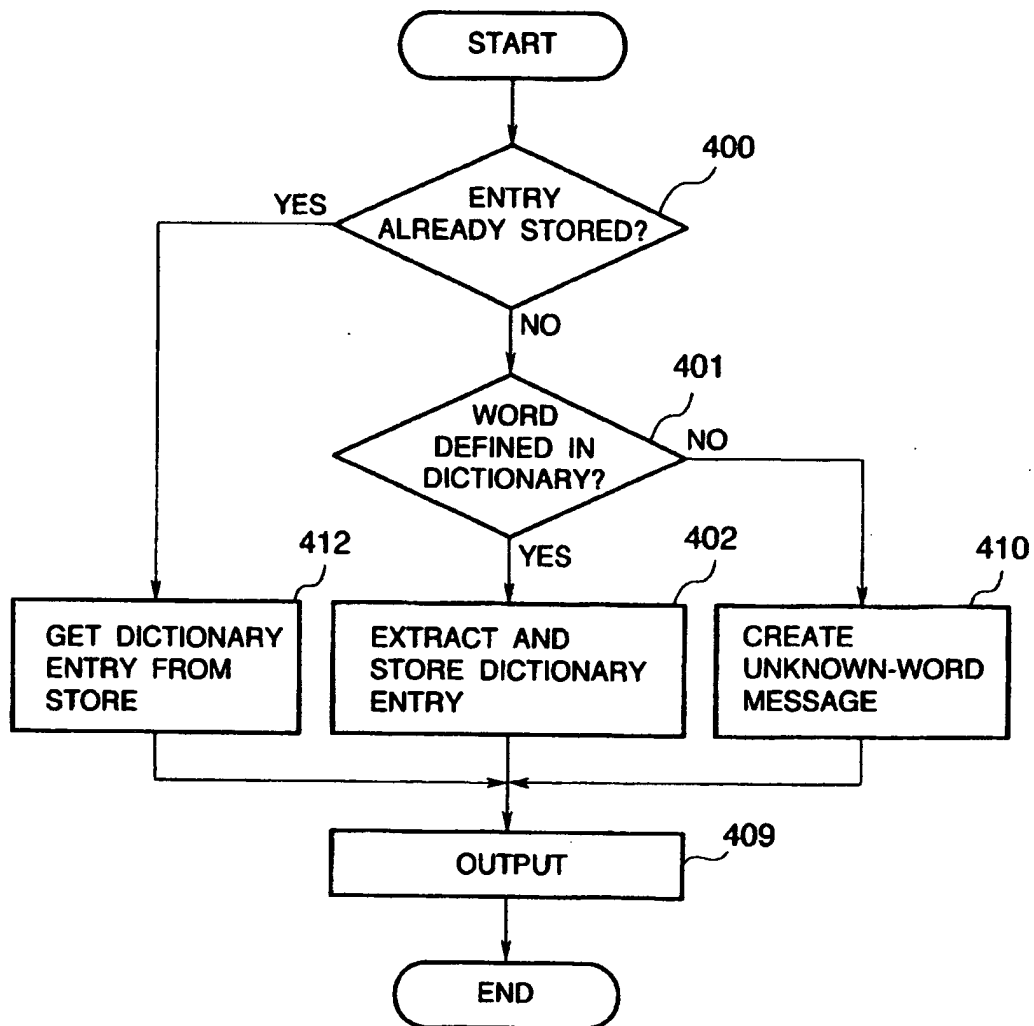 START
400
YES
ENTRY
ALREADY STORED?
NO
401
WORD
DEFINED IN
DICTIONARY?
NO
YES
412
402
410
GET DICTIONARY
ENTRY FROM
STORE
EXTRACT AND
STORE DICTIONARY
ENTRY
CREATE
UNKNOWN-WORD
MESSAGE
409
OUTPUT
END